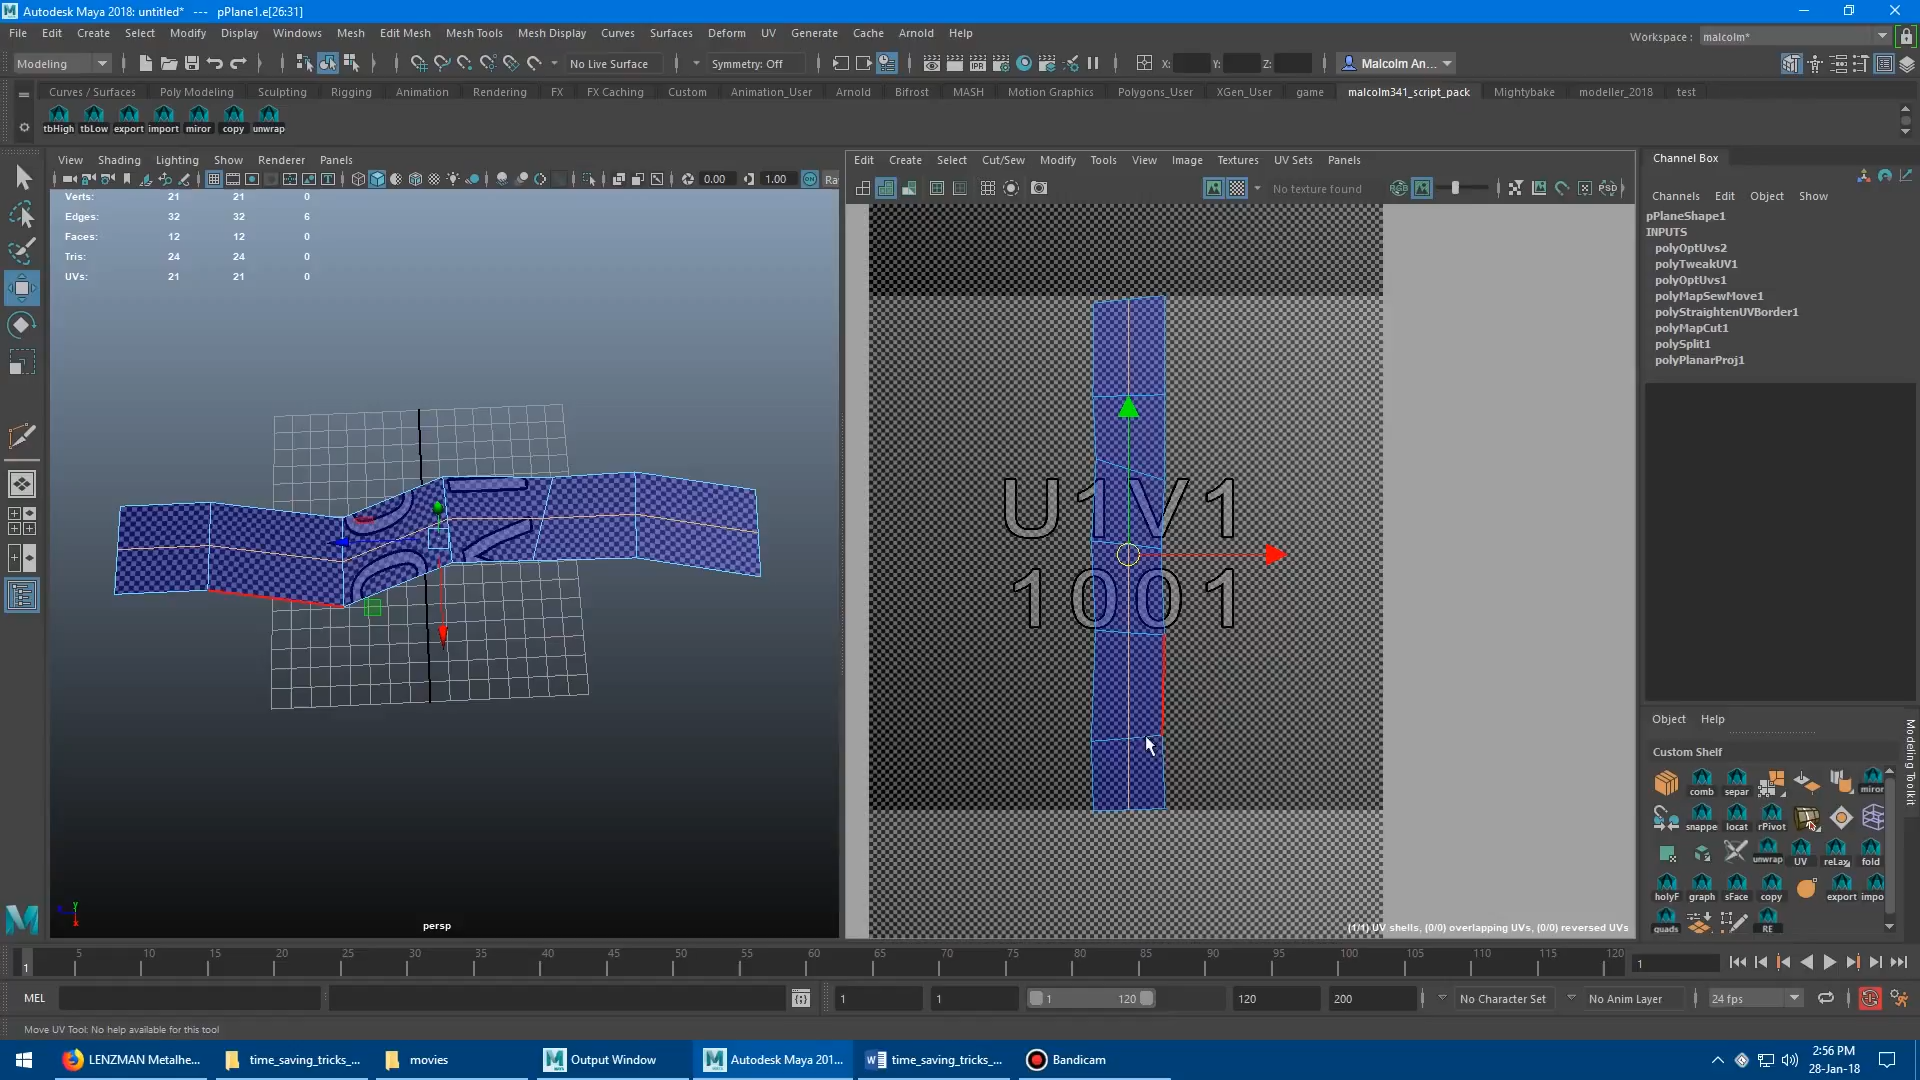 Autodesk Maya 2018: untitled*   ---   pPlane1.e[26:31]
File Edit Create Select Modify Display Windows Mesh Edit Mesh Mesh Tools Mesh Display Curves Surfaces Deform UV Generate Cache Arnold Help
Workspace : malcolm*
Modeling No Live Surface Symmetry: Off X: Y: Z: Malcolm An...
Curves / Surfaces Poly Modeling Sculpting Rigging Animation Rendering FX FX Caching Custom Animation_User Arnold Bifrost MASH Motion Graphics Polygons_User XGen_User game malcolm341_script_pack Mightybake modeller_2018 test
tbHigh tbLow export import miror copy unwrap
View Shading Lighting Show Renderer Panels
0.00 1.00 Ra
Verts: 21 21 0
Edges: 32 32 6
Faces: 12 12 0
Tris: 24 24 0
UVs: 21 21 0
persp
Edit Create Select Cut/Sew Modify Tools View Image Textures UV Sets Panels
No texture found
U1V1
1001
(1/1) UV shells, (0/0) overlapping UVs, (0/0) reversed UVs
Channel Box
Channels Edit Object Show
pPlaneShape1
INPUTS
polyOptUvs2
polyTweakUV1
polyOptUvs1
polyMapSewMove1
polyStraightenUVBorder1
polyMapCut1
polySplit1
polyPlanarProj1
Object Help
Modeling Toolkit
Custom Shelf
comb separ miror
snappe locat rPivot
unwrap UV reLax fold
holyF graph sFace copy export impo
quads RE
5 10 15 20 25 30 35 40 45 50 55 60 65 70 75 80 85 90 95 100 105 110 115 120
1 1
MEL 1 1 1 120 120 200 No Character Set No Anim Layer 24 fps
Move UV Tool: No help available for this tool
LENZMAN Metalhe... time_saving_tricks_... movies Output Window Autodesk Maya 201... time_saving_tricks_... Bandicam
2:56 PM
28-Jan-18